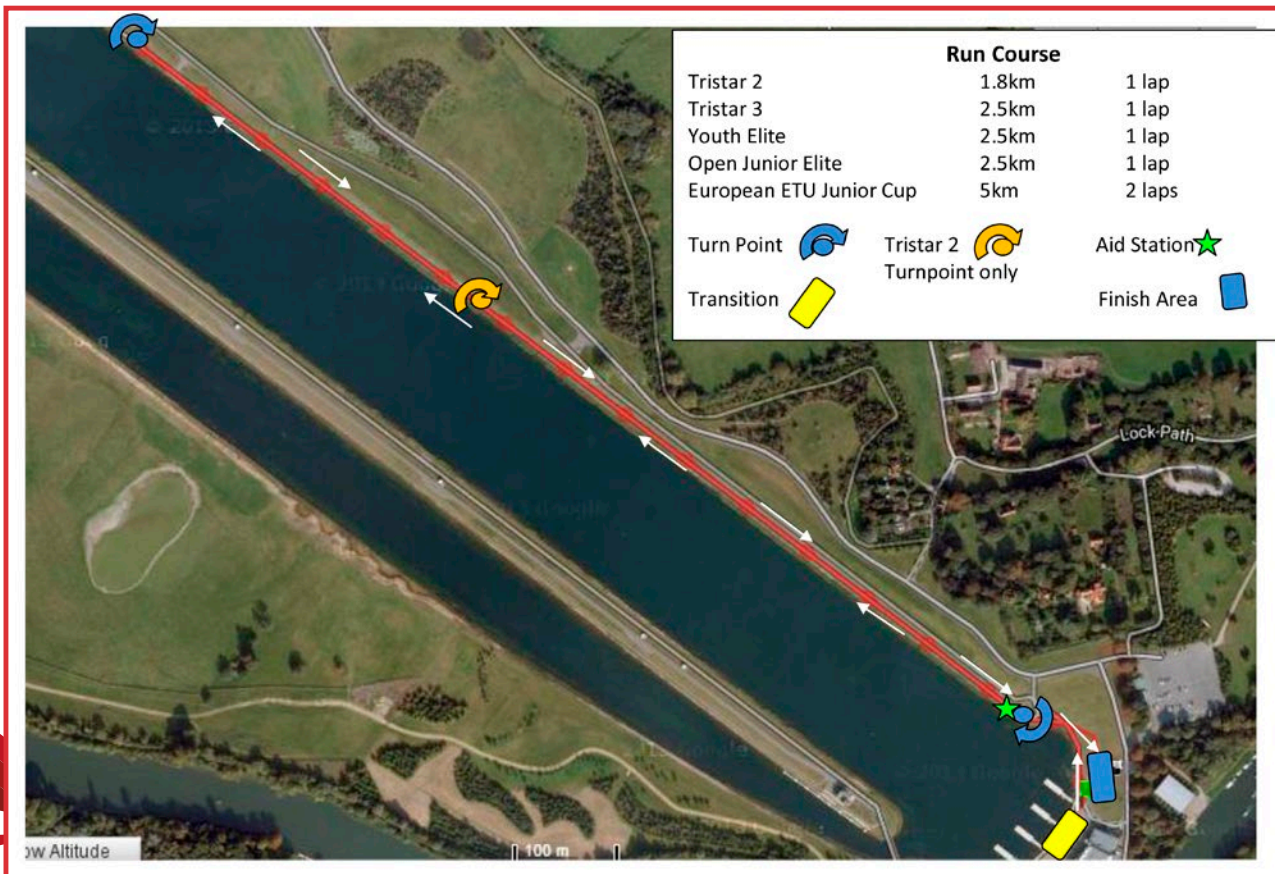 Run Course
Tristar 2 1.8km 1 lap
Tristar 3 2.5km 1 lap
Youth Elite 2.5km 1 lap
Open Junior Elite 2.5km 1 lap
European ETU Junior Cup 5km 2 laps
Turn Point Tristar 2 Aid Station
Turnpoint only
Transition Finish Area
Lock Path
ow Altitude
100 m